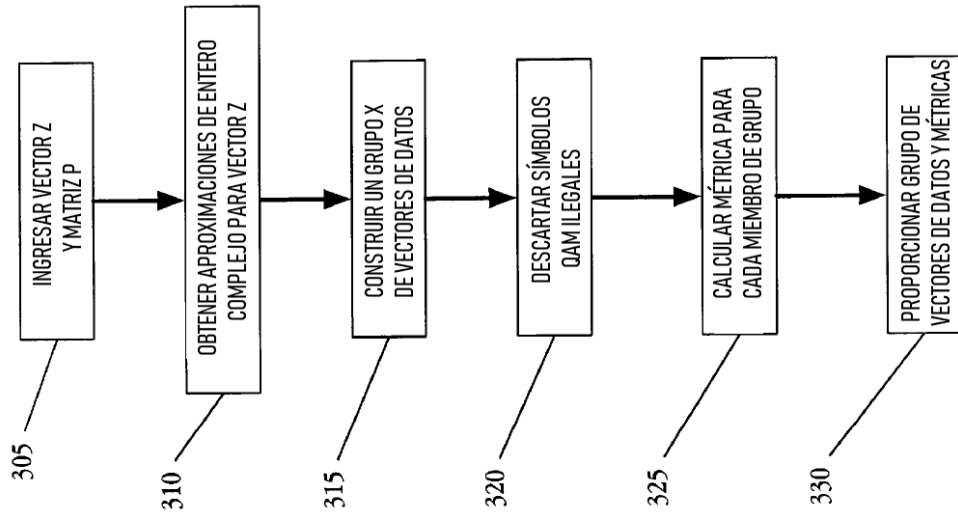 INGRESAR VECTOR Z
Y MATRIZ P
305
OBTENER APROXIMACIONES DE ENTERO
COMPLEJO PARA VECTOR Z
310
CONSTRUIR UN GRUPO X
DE VECTORES DE DATOS
315
DESCARTAR SÍMBOLOS
QAM ILEGALES
320
CALCULAR MÉTRICA PARA
CADA MIEMBRO DE GRUPO
325
PROPORCIONAR GRUPO DE
VECTORES DE DATOS Y MÉTRICAS
330